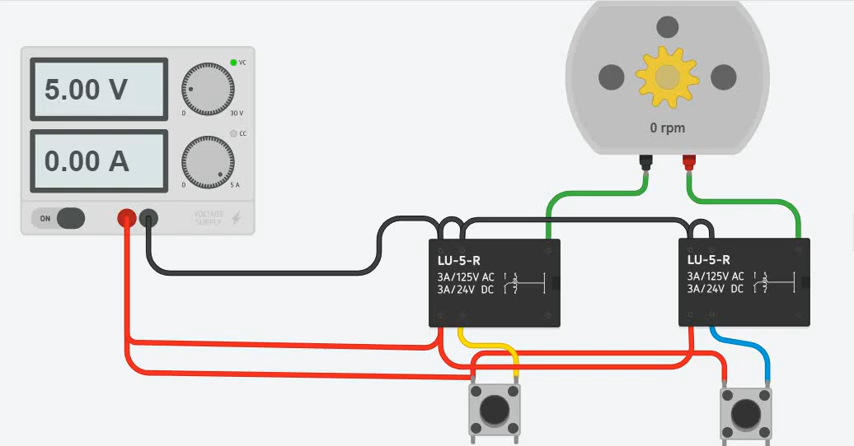 5.00 V
VC
0
30 V
0.00 A
CC
0
5 A
ON
VOLTAGE
SUPPLY
0 rpm
LU-5-R
3A/125V AC
3A/24V DC
LU-5-R
3A/125V AC
3A/24V DC